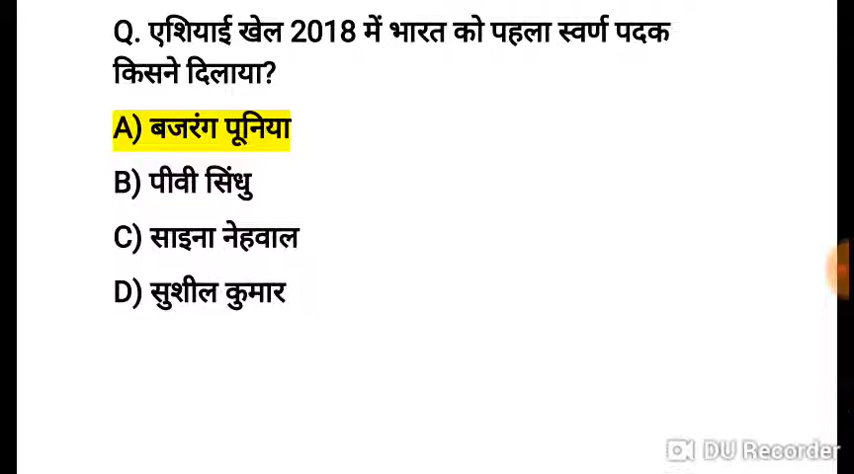 Q. एशियाई खेल 2018 में भारत को पहला स्वर्ण पदक
किसने दिलाया?
A) बजरंग पूनिया
B) पीवी सिंधु
C) साइना नेहवाल
D) सुशील कुमार
DU Recorder